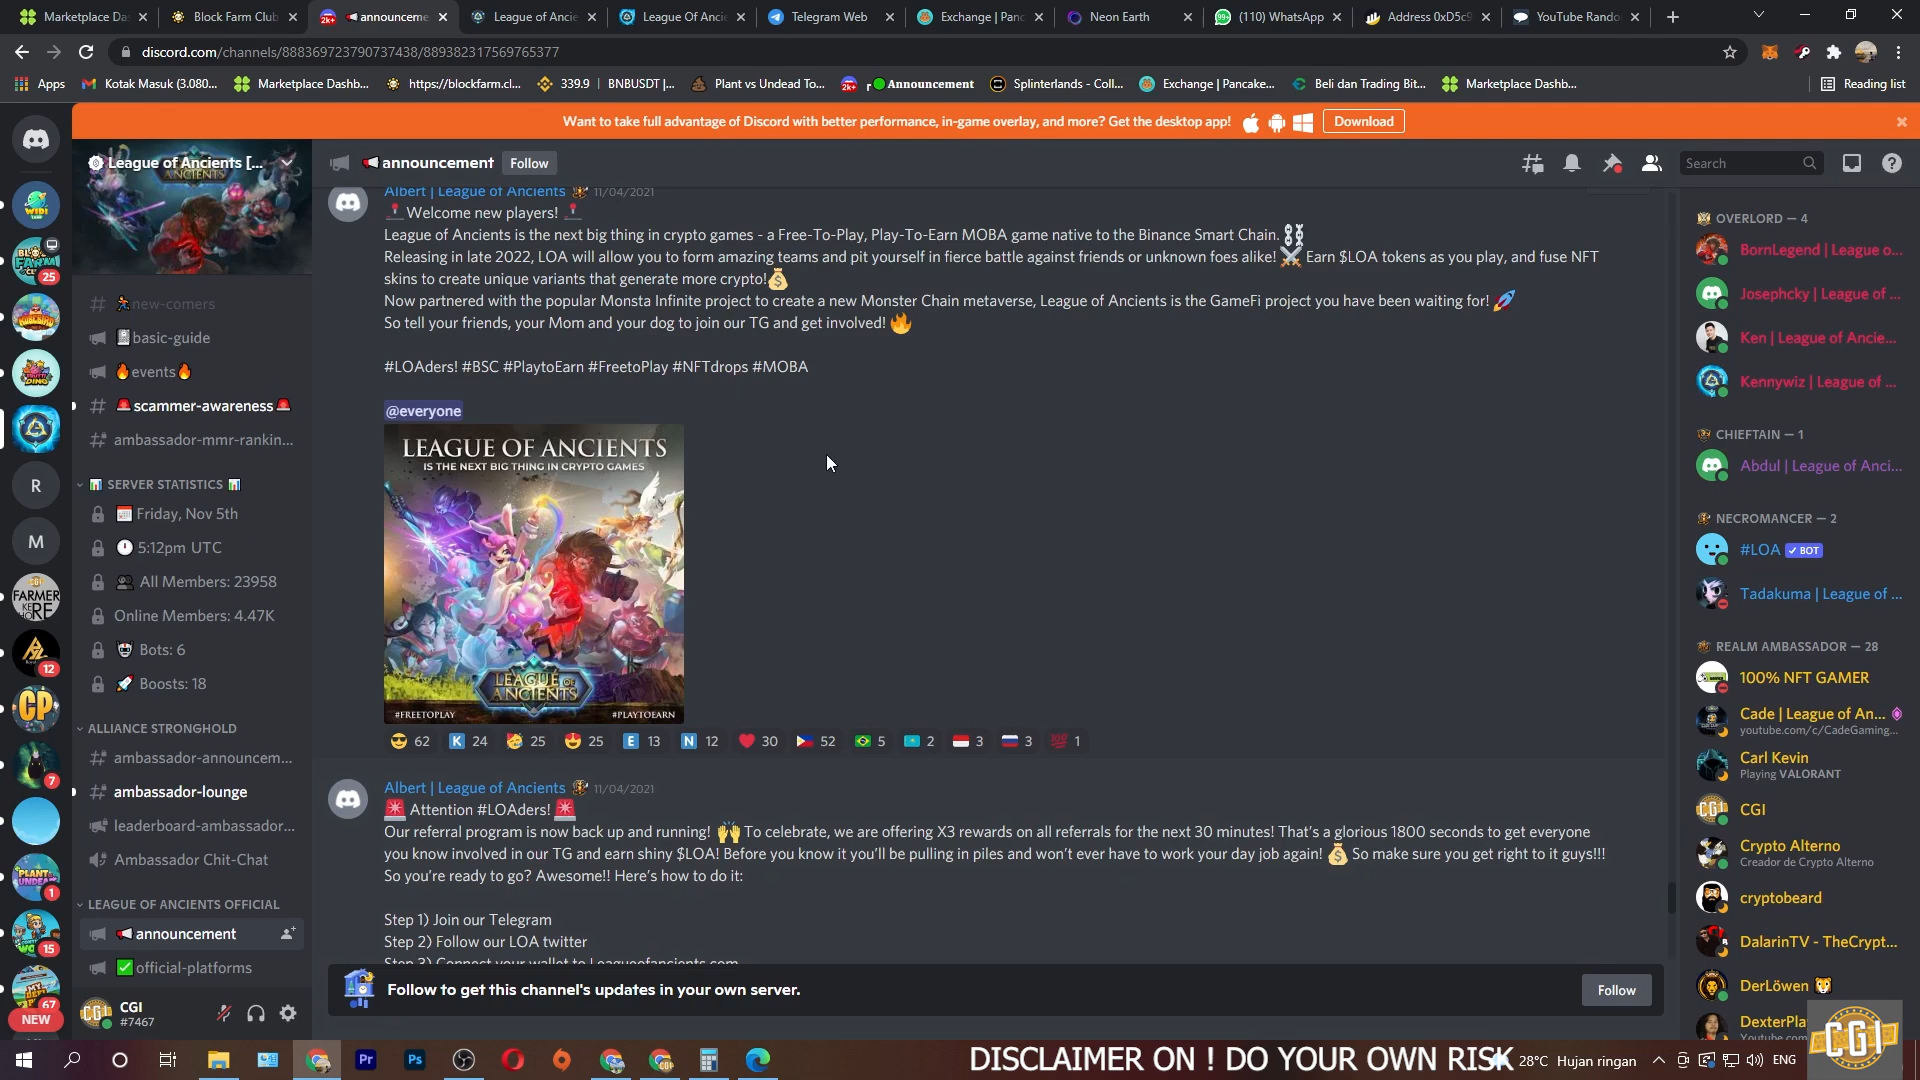 Marketplace Da
Block Farm Club
announceme
League of Ancie
League Of Ancie
Telegram Web
Exchange | Panc
Neon Earth
(110) WhatsApp
Address 0xD5c9
YouTube Rando
discord.com/channels/888369723790737438/889382317569765377
Apps
Kotak Masuk (3.080...
Marketplace Dashb...
https://blockfarm.cl...
339.9 | BNBUSDT |...
Plant vs Undead To...
Announcement
Splinterlands - Coll...
Exchange | Pancake...
Beli dan Trading Bit...
Marketplace Dashb...
Reading list
Want to take full advantage of Discord with better performance, in-game overlay, and more? Get the desktop app!
Download
League of Ancients [...
announcement
Follow
Search
new-comers
basic-guide
events
scammer-awareness
ambassador-mmr-rankin...
SERVER STATISTICS
Friday, Nov 5th
5:12pm UTC
All Members: 23958
Online Members: 4.47K
Bots: 6
Boosts: 18
ALLIANCE STRONGHOLD
ambassador-announcem...
ambassador-lounge
leaderboard-ambassador...
Ambassador Chit-Chat
LEAGUE OF ANCIENTS OFFICIAL
announcement
official-platforms
CGI
#7467
25
R
M
FARMER
12
CP
7
1
15
67
NEW
Albert | League of Ancients 11/04/2021
Welcome new players!
League of Ancients is the next big thing in crypto games - a Free-To-Play, Play-To-Earn MOBA game native to the Binance Smart Chain.
Releasing in late 2022, LOA will allow you to form amazing teams and pit yourself in fierce battle against friends or unknown foes alike! Earn $LOA tokens as you play, and fuse NFT
skins to create unique variants that generate more crypto!
Now partnered with the popular Monsta Infinite project to create a new Monster Chain metaverse, League of Ancients is the GameFi project you have been waiting for!
So tell your friends, your Mom and your dog to join our TG and get involved!
#LOAders! #BSC #PlaytoEarn #FreetoPlay #NFTdrops #MOBA
@everyone
LEAGUE OF ANCIENTS
IS THE NEXT BIG THING IN CRYPTO GAMES
LEAGUE OF
ANCIENTS
#FREETOPLAY
#PLAYTOEARN
62 K 24 25 25 E 13 N 12 30 52 5 2 3 3 1
Albert | League of Ancients 11/04/2021
Attention #LOAders!
Our referral program is now back up and running! To celebrate, we are offering X3 rewards on all referrals for the next 30 minutes! That's a glorious 1800 seconds to get everyone
you know involved in our TG and earn shiny $LOA! Before you know it you'll be pulling in piles and won't ever have to work your day job again! So make sure you get right to it guys!!!
So you're ready to go? Awesome!! Here's how to do it:
Step 1) Join our Telegram
Step 2) Follow our LOA twitter
Step 3) Connect your wallet to Leagueofancients.com
Follow to get this channel's updates in your own server.
Follow
OVERLORD — 4
BornLegend | League o...
Josephcky | League of ...
Ken | League of Ancie...
Kennywiz | League of ...
CHIEFTAIN — 1
Abdul | League of Anci...
NECROMANCER — 2
#LOA BOT
Tadakuma | League of ...
REALM AMBASSADOR — 28
100% NFT GAMER
Cade | League of An...
youtube.com/c/CadeGaming...
Carl Kevin
Playing VALORANT
CGI
Crypto Alterno
Creador de Crypto Alterno
cryptobeard
DalarinTV - TheCrypt...
DerLöwen
DexterPla
CGI
DISCLAIMER ON ! DO YOUR OWN RISK
28°C Hujan ringan
ENG